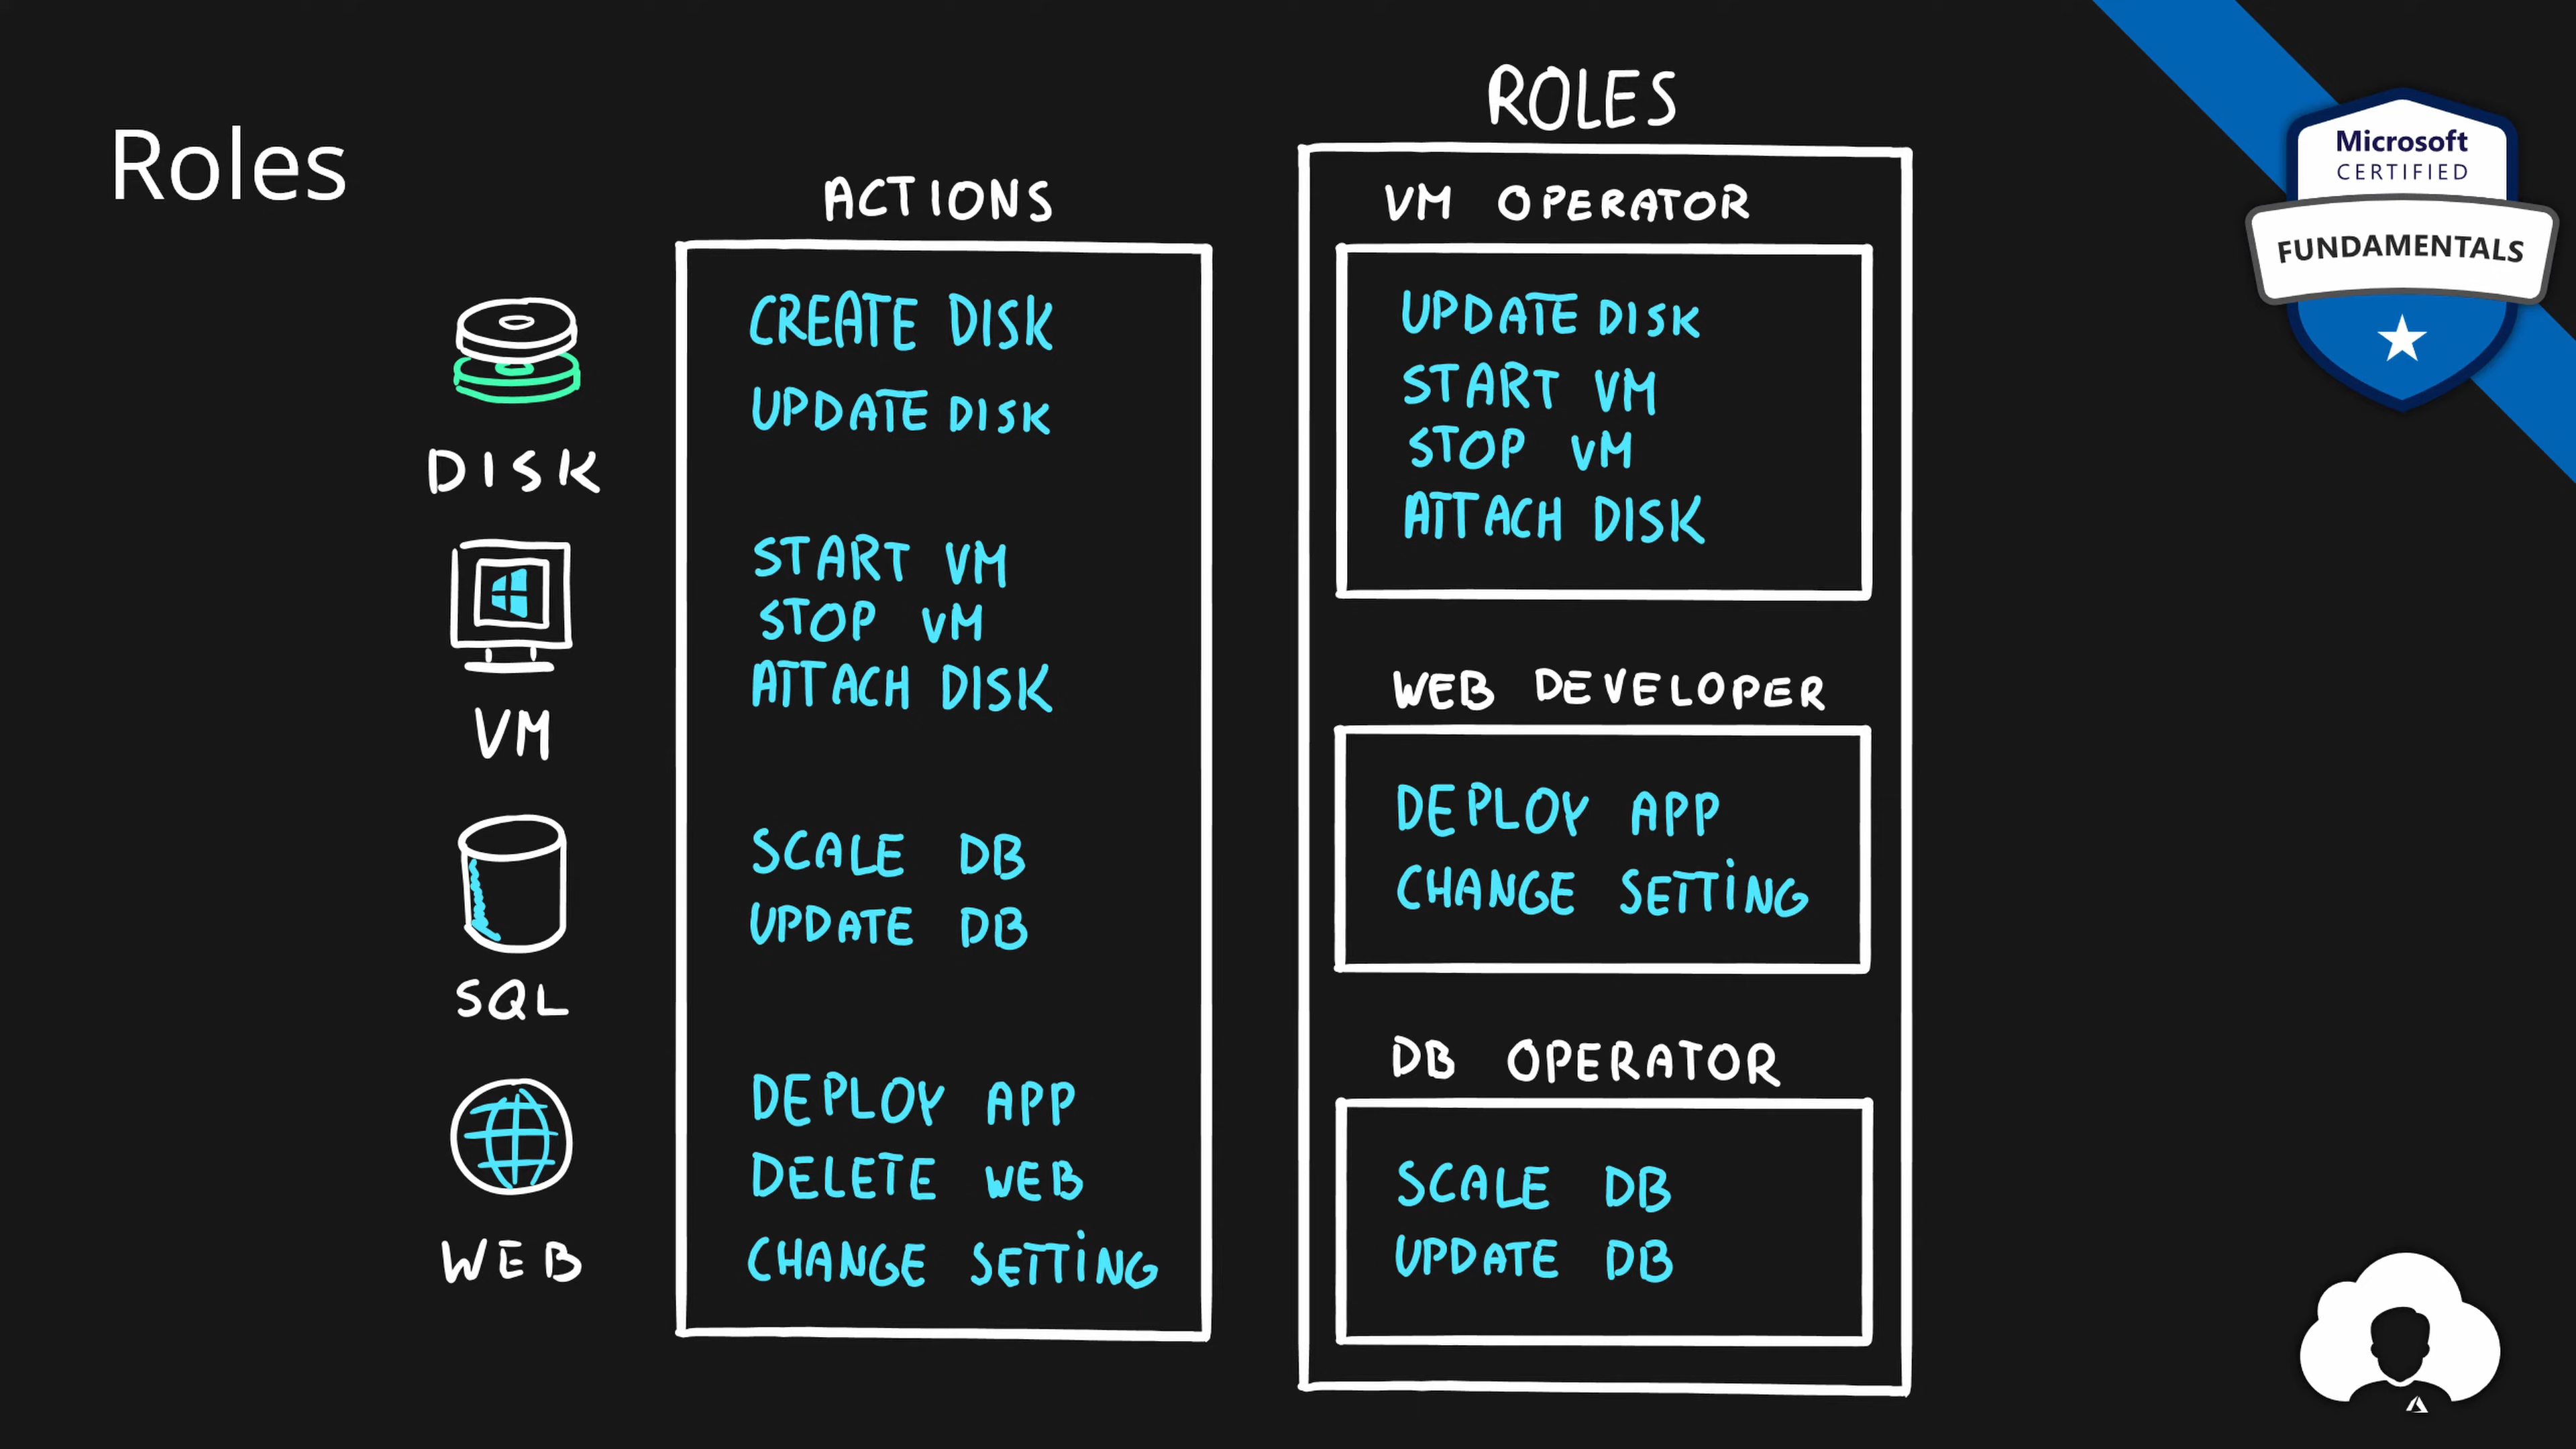 Roles
ACTIONS
CREATE DISK
UPDATE DISK
DISK
START VM
STOP VM
ATTACH DISK
VM
SCALE DB
UPDATE DB
SQL
DEPLOY APP
DELETE WEB
CHANGE SETTING
WEB
ROLES
VM OPERATOR
UPDATE DISK
START VM
STOP VM
ATTACH DISK
WEB DEVELOPER
DEPLOY APP
CHANGE SETTING
DB OPERATOR
SCALE DB
UPDATE DB
Microsoft
CERTIFIED
FUNDAMENTALS